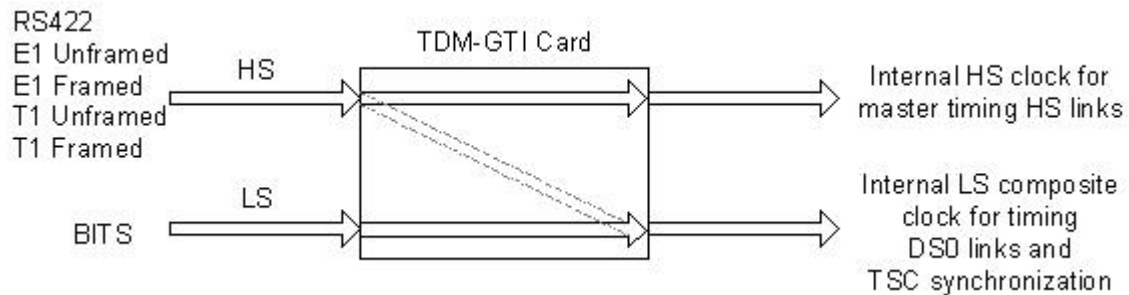 RS422
E1 Unframed
E1 Framed
T1 Unframed
T1 Framed
HS
TDM-GTI Card
Internal HS clock for
master timing HS links
BITS
LS
Internal LS composite
clock for timing
DS0 links and
TSC synchronization